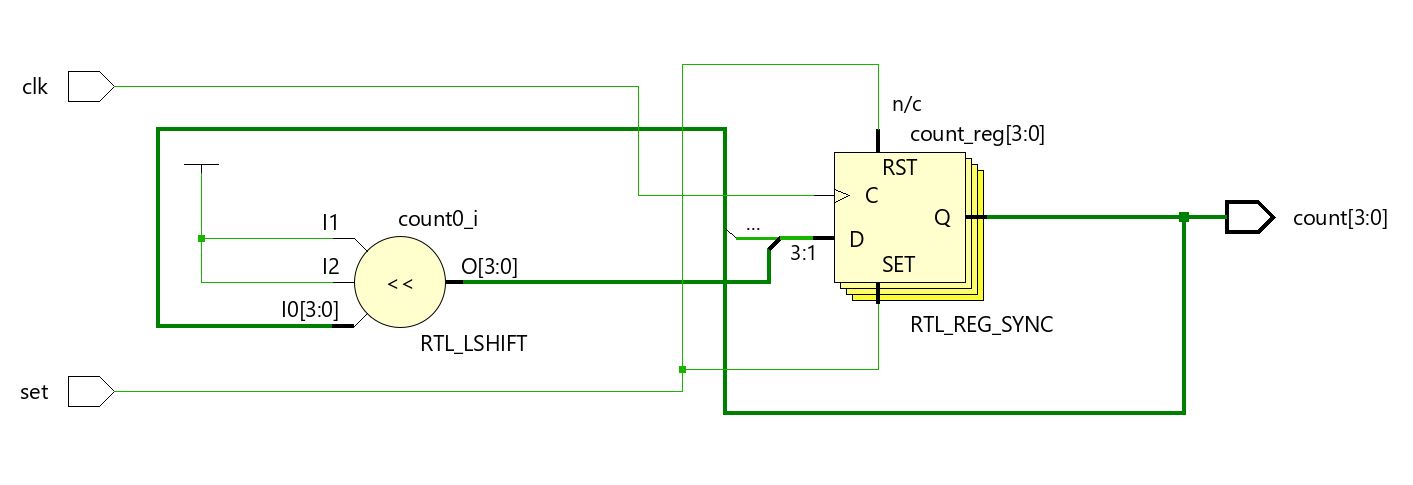 clk
n/c
count_reg[3:0]
RST
C
I1
count0_i
Q
count[3:0]
...
D
3:1
I2
O[3:0]
SET
<<
I0[3:0]
RTL_LSHIFT
RTL_REG_SYNC
set